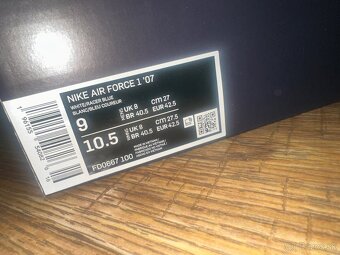 NIKE AIR FORCE 1 '07
WHITE/RACER BLUE
BLANC/BLEU COUREUR
9 UK 8 CM 27
BR 40.5 EUR 42.5
10.5 UK 8 CM 27.5
BR 40.5 EUR 42.5
FD0667 100